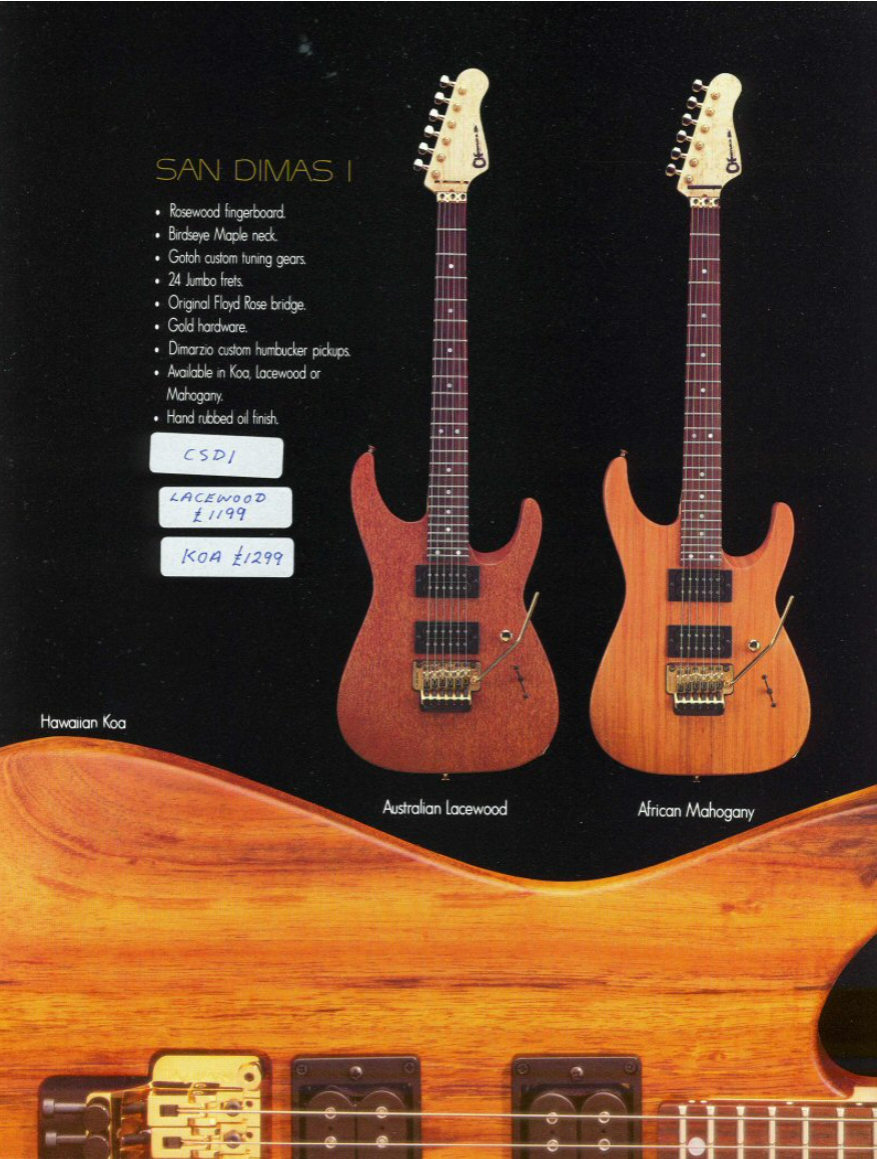 SAN DIMAS I
• Rosewood fingerboard.
• Birdseye Maple neck.
• Gotoh custom tuning gears.
• 24 Jumbo frets.
• Original Floyd Rose bridge.
• Gold hardware.
• Dimarzio custom humbucker pickups.
• Available in Koa, Lacewood or
Mahogany.
• Hand rubbed oil finish.
CSD1
LACEWOOD
£1199
KOA £1299
Hawaiian Koa
Australian Lacewood
African Mahogany